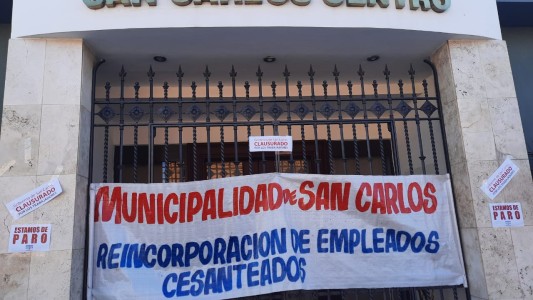 SAN CARLOS CENTRO
CLAUSURADO
MUNICIPALIDAD DE SAN CARLOS
REINCORPORACION DE EMPLEADOS
CESANTEADOS
CLAUSURADO
ESTAMOS DE
PARO
CLAUSURADO
ESTAMOS DE
PARO